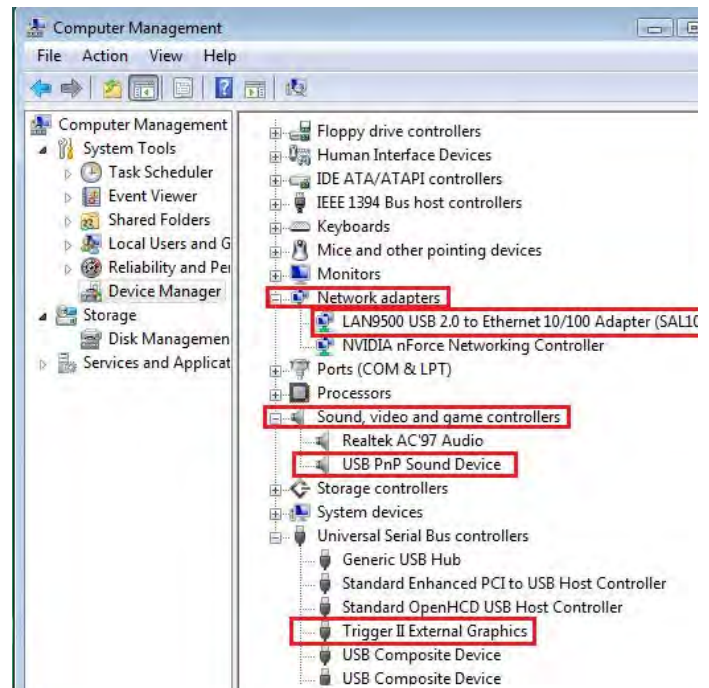 Computer Management
File Action View Help
Computer Management
System Tools
Task Scheduler
Event Viewer
Shared Folders
Local Users and G
Reliability and Per
Device Manager
Storage
Disk Managemen
Services and Applicat
Floppy drive controllers
Human Interface Devices
IDE ATA/ATAPI controllers
IEEE 1394 Bus host controllers
Keyboards
Mice and other pointing devices
Monitors
Network adapters
LAN9500 USB 2.0 to Ethernet 10/100 Adapter (SAL10
NVIDIA nForce Networking Controller
Ports (COM & LPT)
Processors
Sound, video and game controllers
Realtek AC'97 Audio
USB PnP Sound Device
Storage controllers
System devices
Universal Serial Bus controllers
Generic USB Hub
Standard Enhanced PCI to USB Host Controller
Standard OpenHCD USB Host Controller
Trigger II External Graphics
USB Composite Device
USB Composite Device